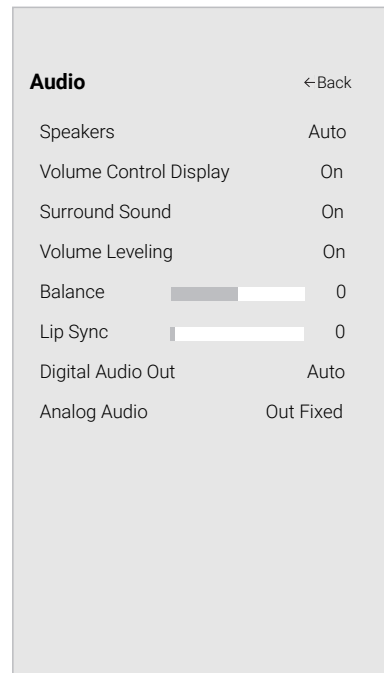 Audio ←Back
Speakers Auto
Volume Control Display On
Surround Sound On
Volume Leveling On
Balance 0
Lip Sync 0
Digital Audio Out Auto
Analog Audio Out Fixed